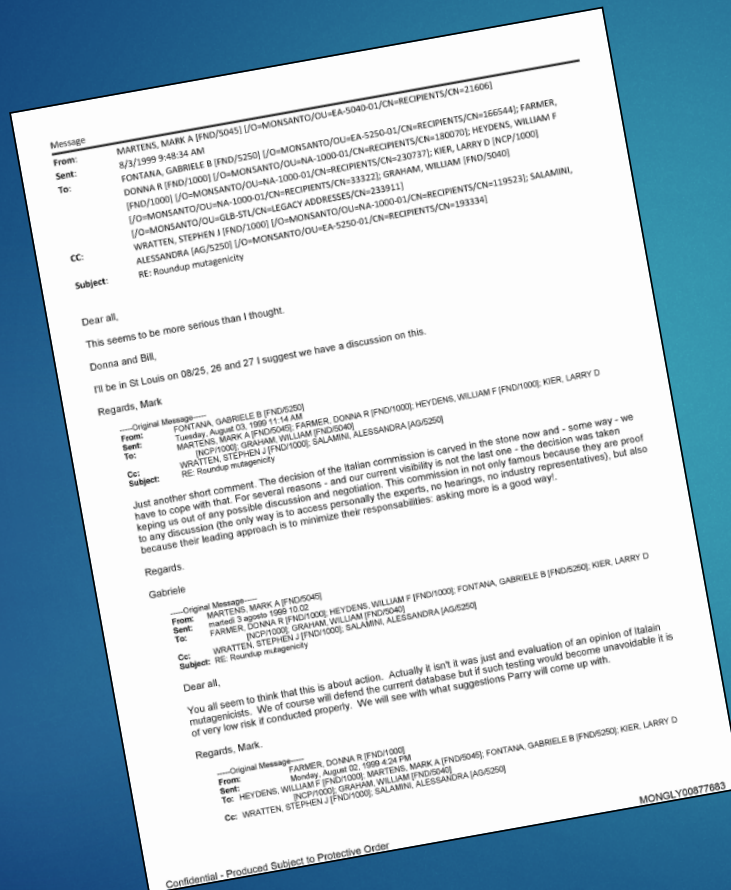 Message
From: MARTENS, MARK A [FND/5045] [/O=MONSANTO/OU=EA-5040-01/CN=RECIPIENTS/CN=21606]
Sent: 8/3/1999 9:48:34 AM
To: FONTANA, GABRIELE B [FND/5250] [/O=MONSANTO/OU=EA-5250-01/CN=RECIPIENTS/CN=166544]; FARMER,
DONNA R [FND/1000] [/O=MONSANTO/OU=NA-1000-01/CN=RECIPIENTS/CN=180070]; HEYDENS, WILLIAM F
[FND/1000] [/O=MONSANTO/OU=NA-1000-01/CN=RECIPIENTS/CN=230737]; KIER, LARRY D [NCP/1000]
[/O=MONSANTO/OU=NA-1000-01/CN=RECIPIENTS/CN=33322]; GRAHAM, WILLIAM [FND/5040]
[/O=MONSANTO/OU=GLB-STL/CN=LEGACY ADDRESSES/CN=233911]
CC: WRATTEN, STEPHEN J [FND/1000] [/O=MONSANTO/OU=NA-1000-01/CN=RECIPIENTS/CN=119523]; SALAMINI,
ALESSANDRA [AG/5250] [/O=MONSANTO/OU=EA-5250-01/CN=RECIPIENTS/CN=193334]
Subject: RE: Roundup mutagenicity
Dear all,
This seems to be more serious than I thought.
Donna and Bill,
I'll be in St Louis on 08/25, 26 and 27 I suggest we have a discussion on this.
Regards, Mark
-----Original Message-----
From: FONTANA, GABRIELE B [FND/5250]
Sent: Tuesday, August 03, 1999 11:14 AM
To: MARTENS, MARK A [FND/5045]; FARMER, DONNA R [FND/1000]; HEYDENS, WILLIAM F [FND/1000]; KIER, LARRY D
[NCP/1000]; GRAHAM, WILLIAM [FND/5040]
Cc: WRATTEN, STEPHEN J [FND/1000]; SALAMINI, ALESSANDRA [AG/5250]
Subject: RE: Roundup mutagenicity
Just another short comment. The decision of the Italian commission is carved in the stone now and - some way - we
have to cope with that. For several reasons - and our current visibility is not the last one - the decision was taken
keping us out of any possible discussion and negotiation. This commission in not only famous because they are proof
to any discussion (the only way is to access personally the experts, no hearings, no industry representatives), but also
because their leading approach is to minimize their responsabilities: asking more is a good way!.
Regards.
Gabriele
-----Original Message-----
From: MARTENS, MARK A [FND/5045]
Sent: martedì 3 agosto 1999 10.02
To: FARMER, DONNA R [FND/1000]; HEYDENS, WILLIAM F [FND/1000]; FONTANA, GABRIELE B [FND/5250]; KIER, LARRY D
[NCP/1000]; GRAHAM, WILLIAM [FND/5040]
Cc: WRATTEN, STEPHEN J [FND/1000]; SALAMINI, ALESSANDRA [AG/5250]
Subject: RE: Roundup mutagenicity
Dear all,
You all seem to think that this is about action. Actually it isn't it was just and evaluation of an opinion of Italain
mutagenicists. We of course will defend the current database but if such testing would become unavoidable it is
of very low risk if conducted properly. We will see with what suggestions Parry will come up with.
Regards, Mark.
-----Original Message-----
From: FARMER, DONNA R [FND/1000]
Sent: Monday, August 02, 1999 4:24 PM
To: HEYDENS, WILLIAM F [FND/1000]; MARTENS, MARK A [FND/5045]; FONTANA, GABRIELE B [FND/5250]; KIER, LARRY D
[NCP/1000]; GRAHAM, WILLIAM [FND/5040]
Cc: WRATTEN, STEPHEN J [FND/1000]; SALAMINI, ALESSANDRA [AG/5250]
MONGLY00877683
Confidential - Produced Subject to Protective Order